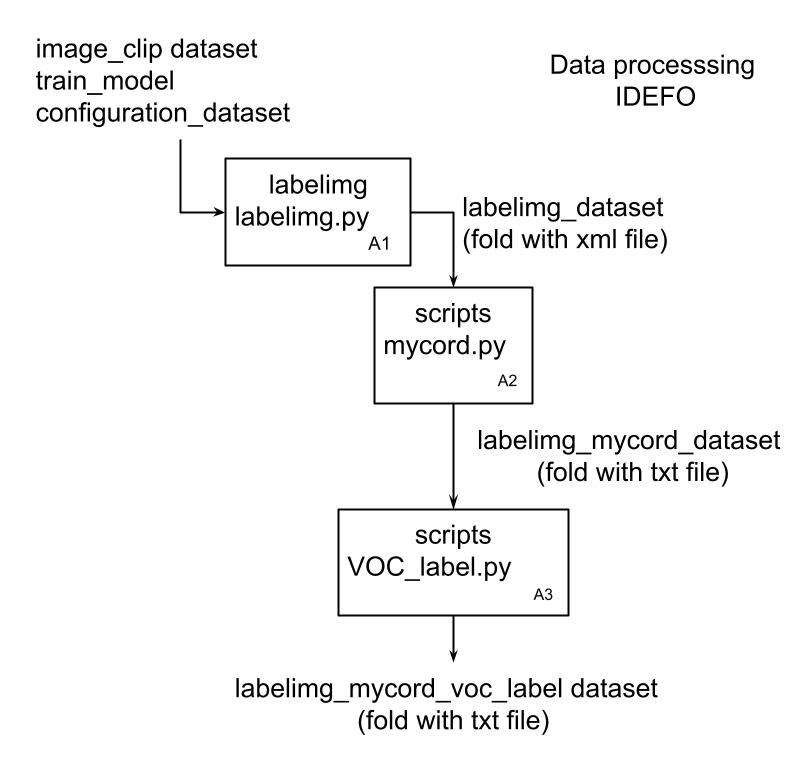 image_clip dataset
train_model
configuration_dataset
Data processsing
IDEFO
labelimg
labelimg.py
A1
labelimg_dataset
(fold with xml file)
scripts
mycord.py
A2
labelimg_mycord_dataset
(fold with txt file)
scripts
VOC_label.py
A3
labelimg_mycord_voc_label dataset
(fold with txt file)